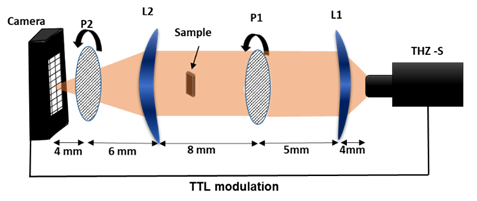 Camera
P2
L2
Sample
P1
L1
THZ -S
4 mm
6 mm
8 mm
5mm
4mm
TTL modulation